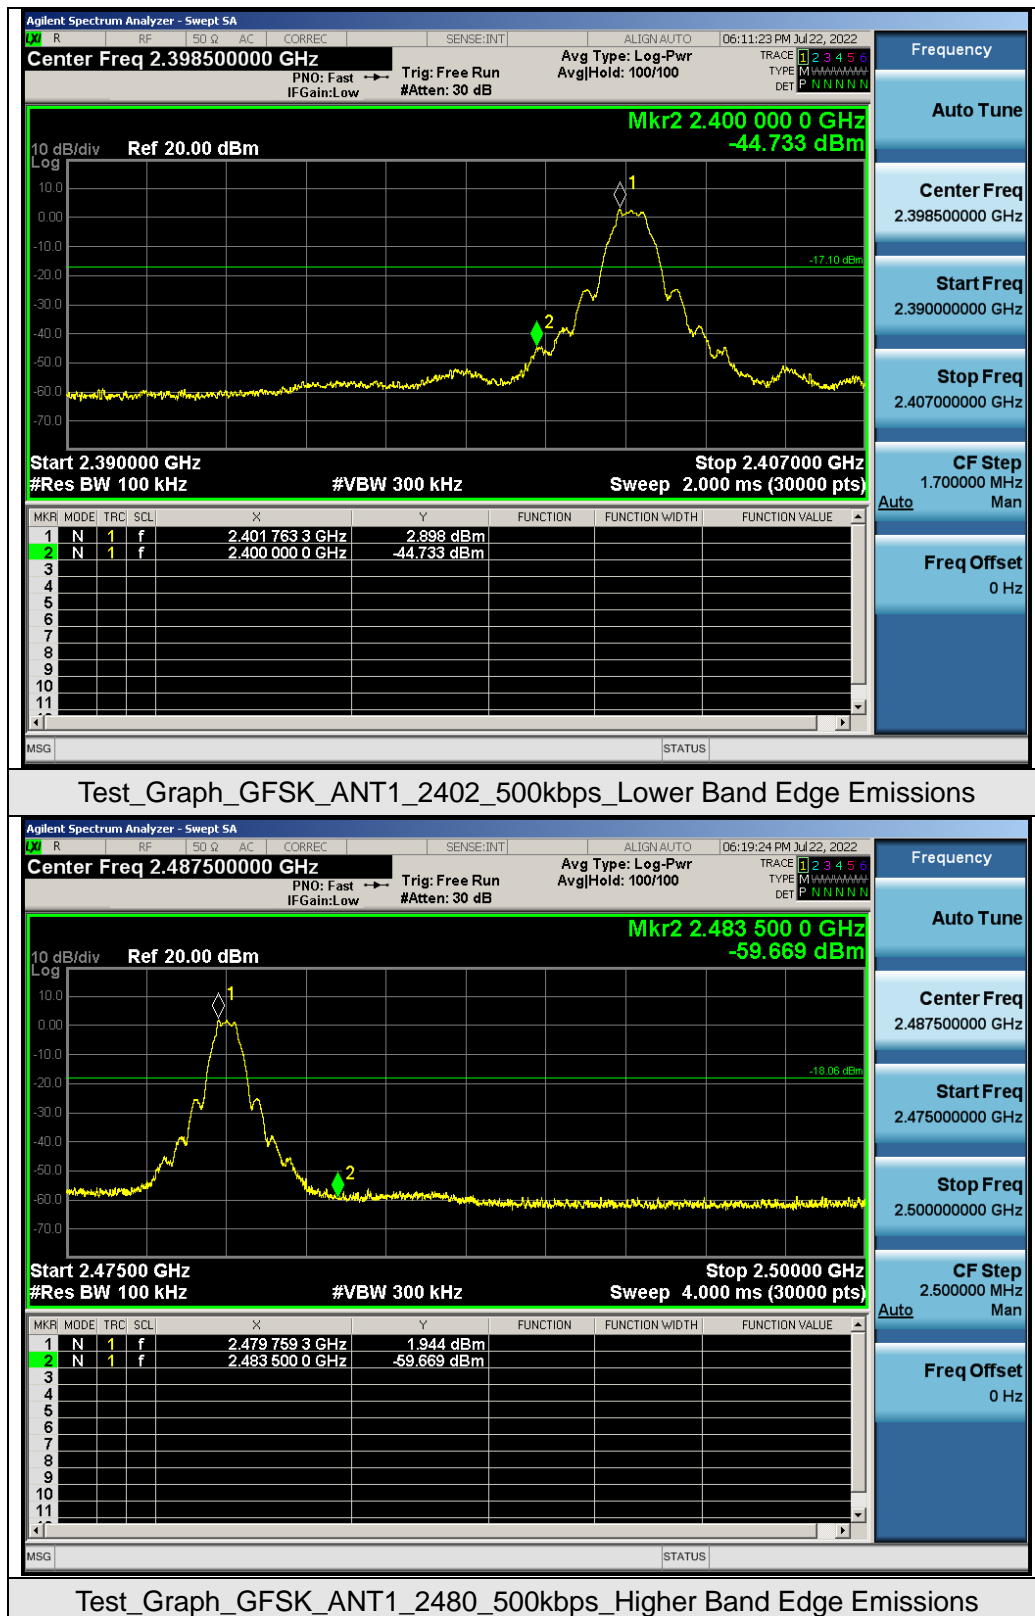 Agilent Spectrum Analyzer - Swept SA
LXI R RF 50 Ω AC CORREC SENSE:INT ALIGNAUTO 06:11:23 PM Jul 22, 2022
Center Freq 2.398500000 GHz
PNO: Fast
IFGain:Low
Trig: Free Run
#Atten: 30 dB
Avg Type: Log-Pwr
Avg|Hold: 100/100
TRACE 1 2 3 4 5 6
TYPE M WWWWW
DET P N N N N N
Mkr2 2.400 000 0 GHz
-44.733 dBm
10 dB/div Ref 20.00 dBm
Log
10.0
0.00
-10.0
-20.0
-30.0
-40.0
-50.0
-60.0
-70.0
1
-17.10 dBm
2
Start 2.390000 GHz Stop 2.407000 GHz
#Res BW 100 kHz #VBW 300 kHz Sweep 2.000 ms (30000 pts)
MKR MODE TRC SCL X Y FUNCTION FUNCTION WIDTH FUNCTION VALUE
1 N 1 f 2.401 763 3 GHz 2.898 dBm
2 N 1 f 2.400 000 0 GHz -44.733 dBm
3
4
5
6
7
8
9
10
11
MSG STATUS
Frequency
Auto Tune
Center Freq
2.398500000 GHz
Start Freq
2.390000000 GHz
Stop Freq
2.407000000 GHz
CF Step
1.700000 MHz
Auto Man
Freq Offset
0 Hz
Test_Graph_GFSK_ANT1_2402_500kbps_Lower Band Edge Emissions
Agilent Spectrum Analyzer - Swept SA
LXI R RF 50 Ω AC CORREC SENSE:INT ALIGNAUTO 06:19:24 PM Jul 22, 2022
Center Freq 2.487500000 GHz
PNO: Fast
IFGain:Low
Trig: Free Run
#Atten: 30 dB
Avg Type: Log-Pwr
Avg|Hold: 100/100
TRACE 1 2 3 4 5 6
TYPE M WWWWW
DET P N N N N N
Mkr2 2.483 500 0 GHz
-59.669 dBm
10 dB/div Ref 20.00 dBm
Log
10.0
0.00
-10.0
-20.0
-30.0
-40.0
-50.0
-60.0
-70.0
1
-18.06 dBm
2
Start 2.47500 GHz Stop 2.50000 GHz
#Res BW 100 kHz #VBW 300 kHz Sweep 4.000 ms (30000 pts)
MKR MODE TRC SCL X Y FUNCTION FUNCTION WIDTH FUNCTION VALUE
1 N 1 f 2.479 759 3 GHz 1.944 dBm
2 N 1 f 2.483 500 0 GHz -59.669 dBm
3
4
5
6
7
8
9
10
11
MSG STATUS
Frequency
Auto Tune
Center Freq
2.487500000 GHz
Start Freq
2.475000000 GHz
Stop Freq
2.500000000 GHz
CF Step
2.500000 MHz
Auto Man
Freq Offset
0 Hz
Test_Graph_GFSK_ANT1_2480_500kbps_Higher Band Edge Emissions